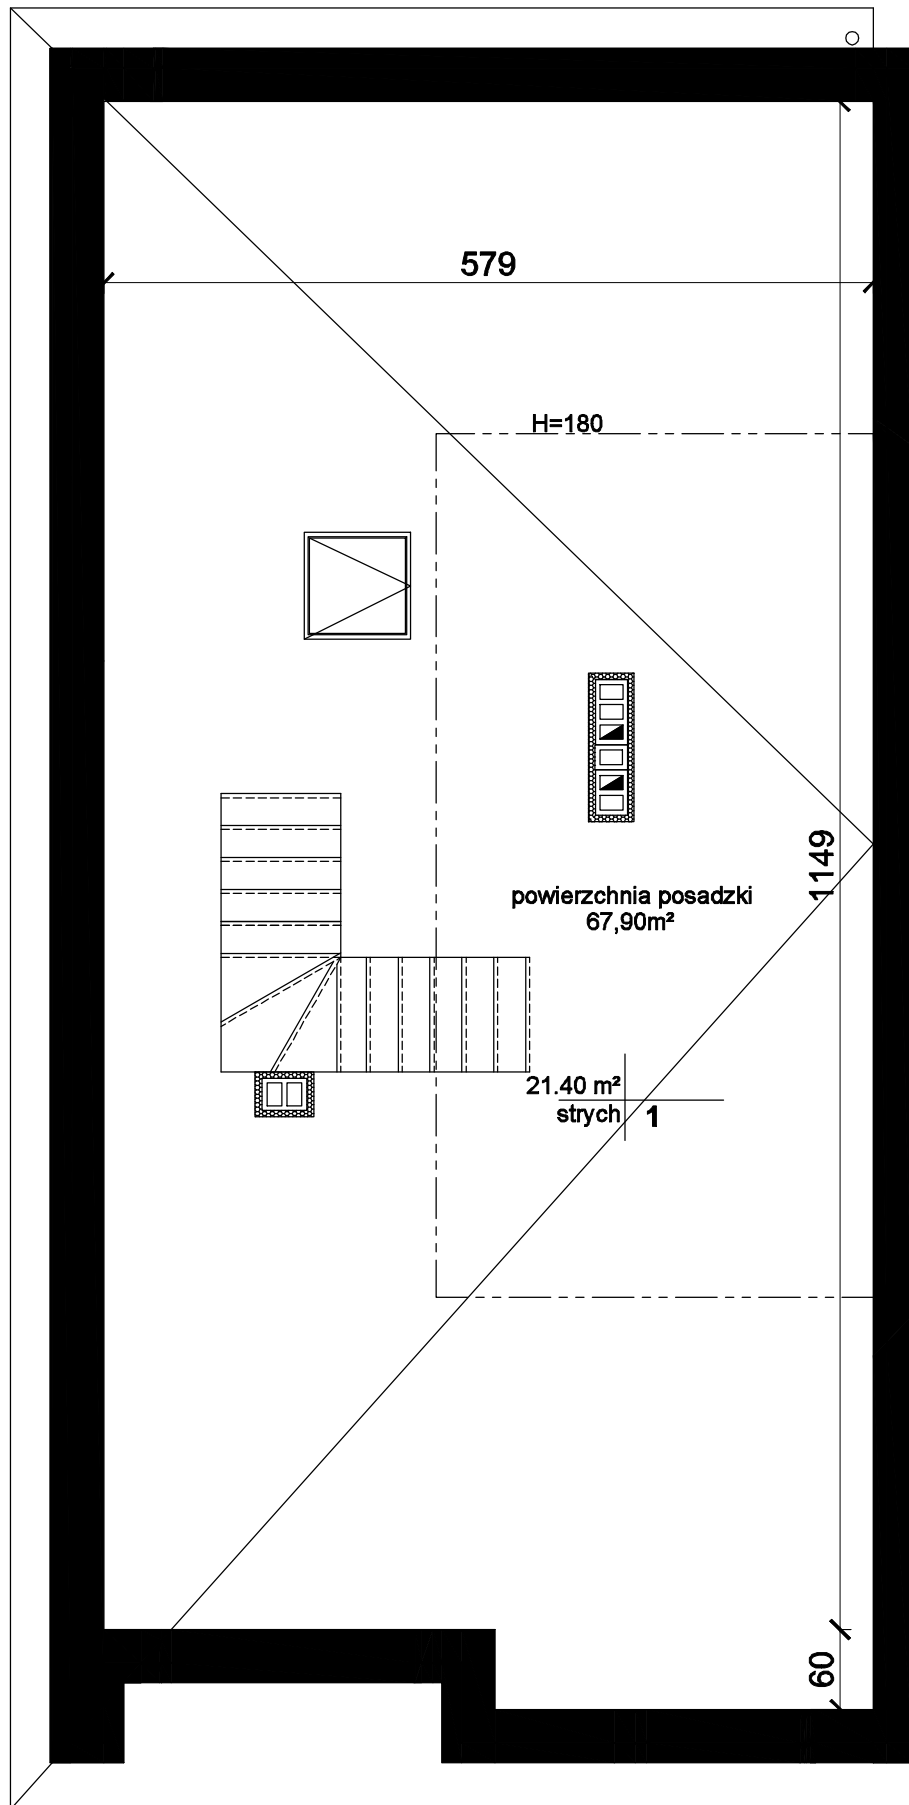 579
H=180
1149
powierzchnia posadzki
67,90m²
21.40 m²
strych 1
60